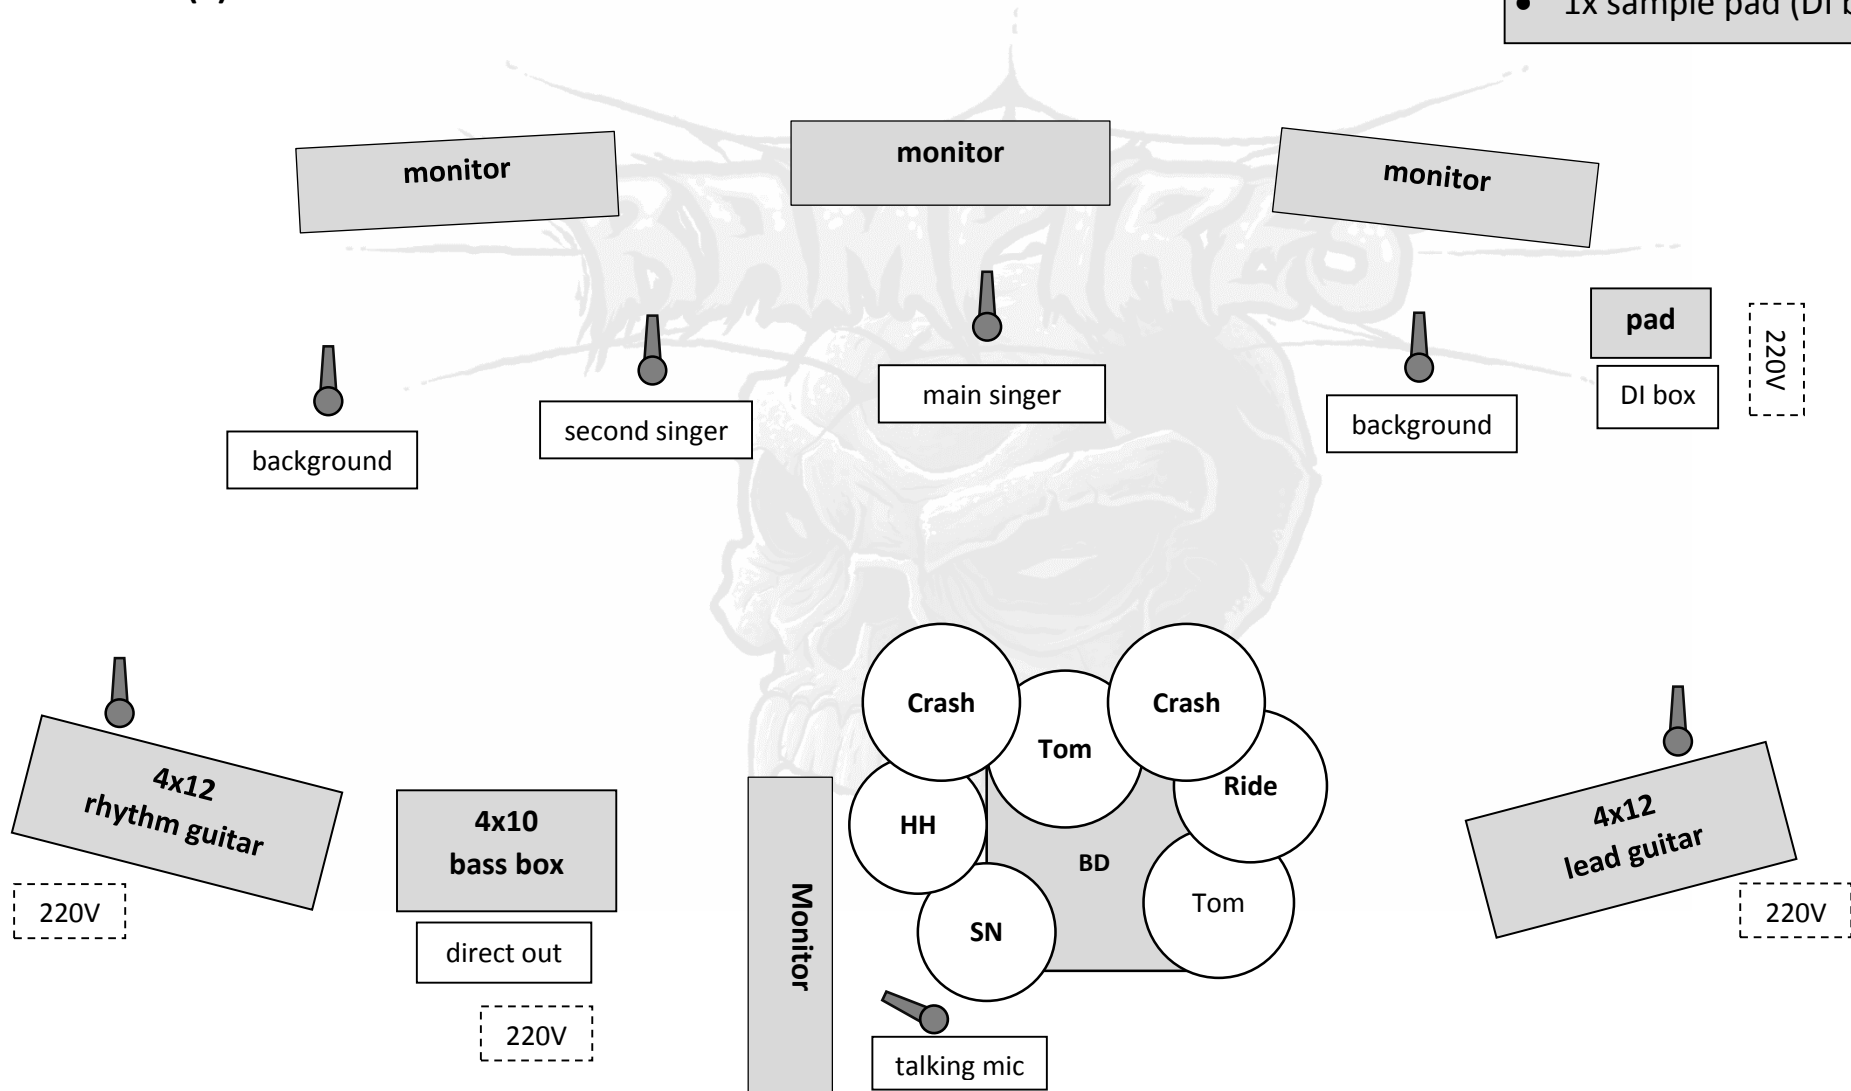 1x sample pad (DI
monitor
monitor
monitor
pad
220V
DI box
main singer
background
second singer
background
Crash
Crash
Tom
Ride
4x12
rhythm guitar
4x10
bass box
HH
BD
4x12
lead guitar
Monitor
SN
Tom
220V
220V
direct out
220V
talking mic